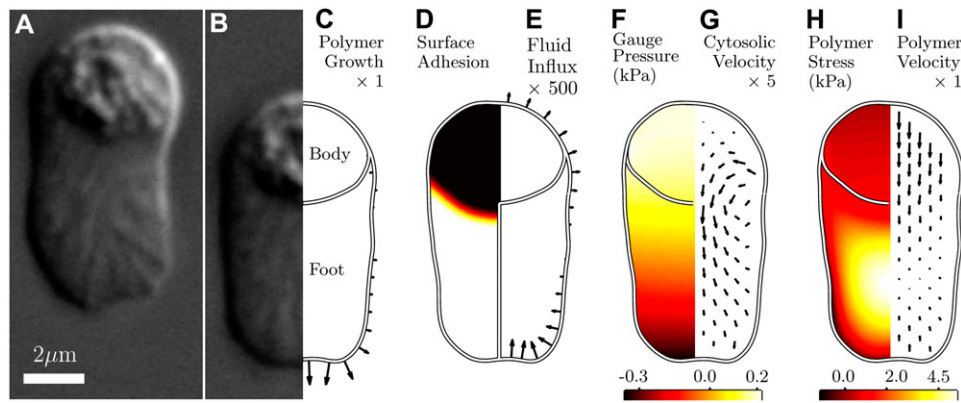 A
B
C
Polymer
Growth
× 1
D
Surface
Adhesion
E
Fluid
Influx
× 500
F
Gauge
Pressure
(kPa)
G
Cytosolic
Velocity
× 5
H
Polymer
Stress
(kPa)
I
Polymer
Velocity
× 1
Body
Foot
2μm
-0.3 0.0 0.2
0.0 2.0 4.5